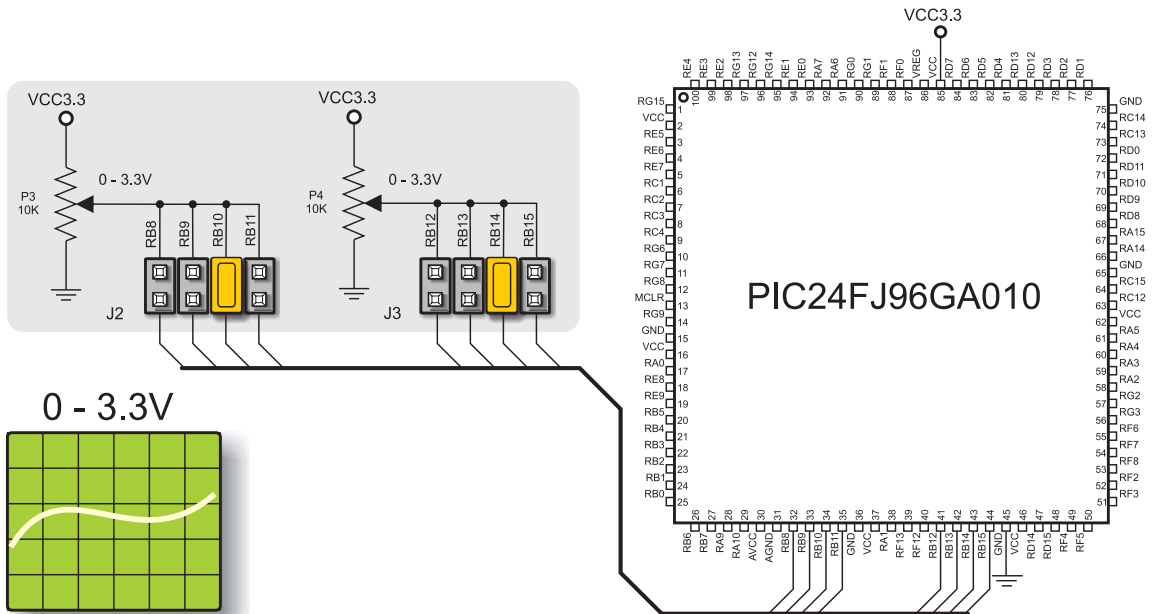 VCC3.3
VCC3.3
P3
10K
0 - 3.3V
RB8
RB9
RB10
RB11
J2
VCC3.3
P4
10K
0 - 3.3V
RB12
RB13
RB14
RB15
J3
0 - 3.3V
PIC24FJ96GA010
RE4
RE3
RE2
RG13
RG12
RG14
RE1
RE0
RA7
RA6
RG0
RG1
RF1
RF0
VREG
VCC
RD7
RD6
RD5
RD4
RD13
RD12
RD3
RD2
RD1
100
99
98
97
96
95
94
93
92
91
90
89
88
87
86
85
84
83
82
81
80
79
78
77
76
RG15 1
VCC 2
RE5 3
RE6 4
RE7 5
RC1 6
RC2 7
RC3 8
RC4 9
RG6 10
RG7 11
RG8 12
MCLR 13
RG9 14
GND 15
VCC 16
RA0 17
RE8 18
RE9 19
RB5 20
RB4 21
RB3 22
RB2 23
RB1 24
RB0 25
75 GND
74 RC14
73 RC13
72 RD0
71 RD11
70 RD10
69 RD9
68 RD8
67 RA15
66 RA14
65 GND
64 RC15
63 RC12
62 VCC
61 RA5
60 RA4
59 RA3
58 RA2
57 RG2
56 RG3
55 RF6
54 RF7
53 RF8
52 RF2
51 RF3
26
27
28
29
30
31
32
33
34
35
36
37
38
39
40
41
42
43
44
45
46
47
48
49
50
RB6
RB7
RA9
RA10
AVCC
AGND
RB8
RB9
RB10
RB11
GND
VCC
RA1
RF13
RF12
RB12
RB13
RB14
RB15
GND
VCC
RD14
RD15
RF4
RF5